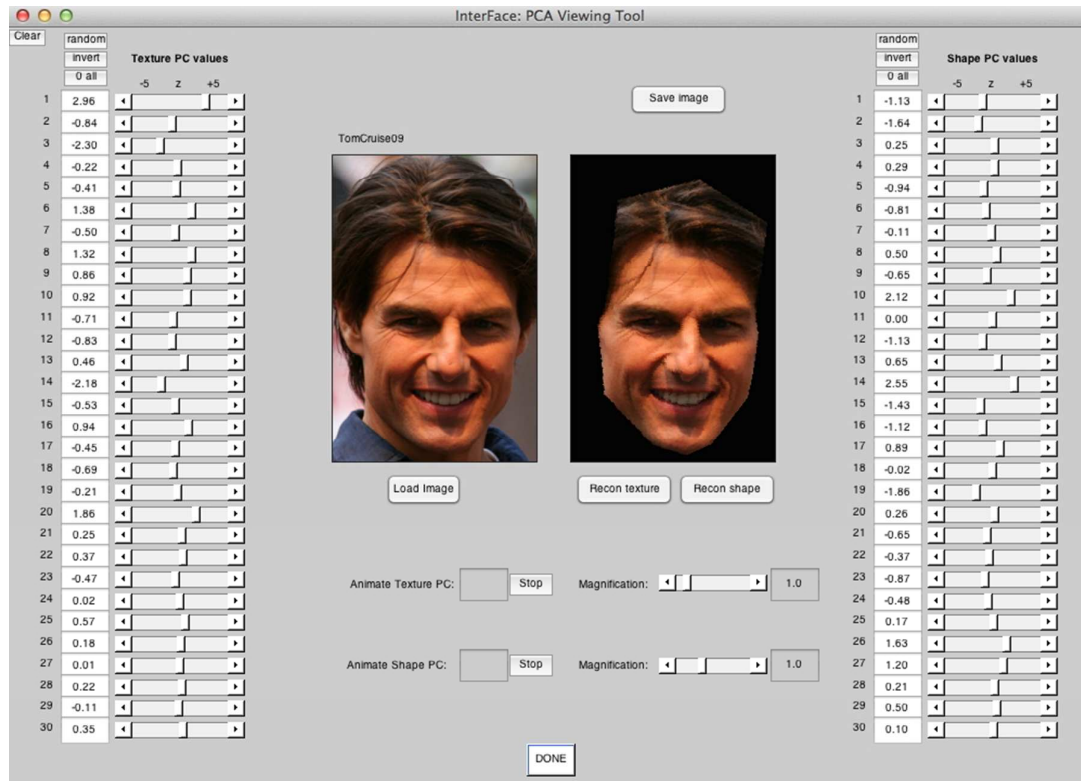 InterFace: PCA Viewing Tool
Clear
random
invert
0 all
Texture PC values
-5 z +5
1 2.96
2 -0.84
3 -2.30
4 -0.22
5 -0.41
6 1.38
7 -0.50
8 1.32
9 0.86
10 0.92
11 -0.71
12 -0.83
13 0.46
14 -2.18
15 -0.53
16 0.94
17 -0.45
18 -0.69
19 -0.21
20 1.86
21 0.25
22 0.37
23 -0.47
24 0.02
25 0.57
26 0.18
27 0.01
28 0.22
29 -0.11
30 0.35
Save image
TomCruise09
Load Image
Recon texture
Recon shape
Animate Texture PC:
Stop
Magnification:
1.0
Animate Shape PC:
Stop
Magnification:
1.0
DONE
random
invert
0 all
Shape PC values
-5 z +5
1 -1.13
2 -1.64
3 0.25
4 0.29
5 -0.94
6 -0.81
7 -0.11
8 0.50
9 -0.65
10 2.12
11 0.00
12 -1.13
13 0.65
14 2.55
15 -1.43
16 -1.12
17 0.89
18 -0.02
19 -1.86
20 0.26
21 -0.65
22 -0.37
23 -0.87
24 -0.48
25 0.17
26 1.63
27 1.20
28 0.21
29 0.50
30 0.10